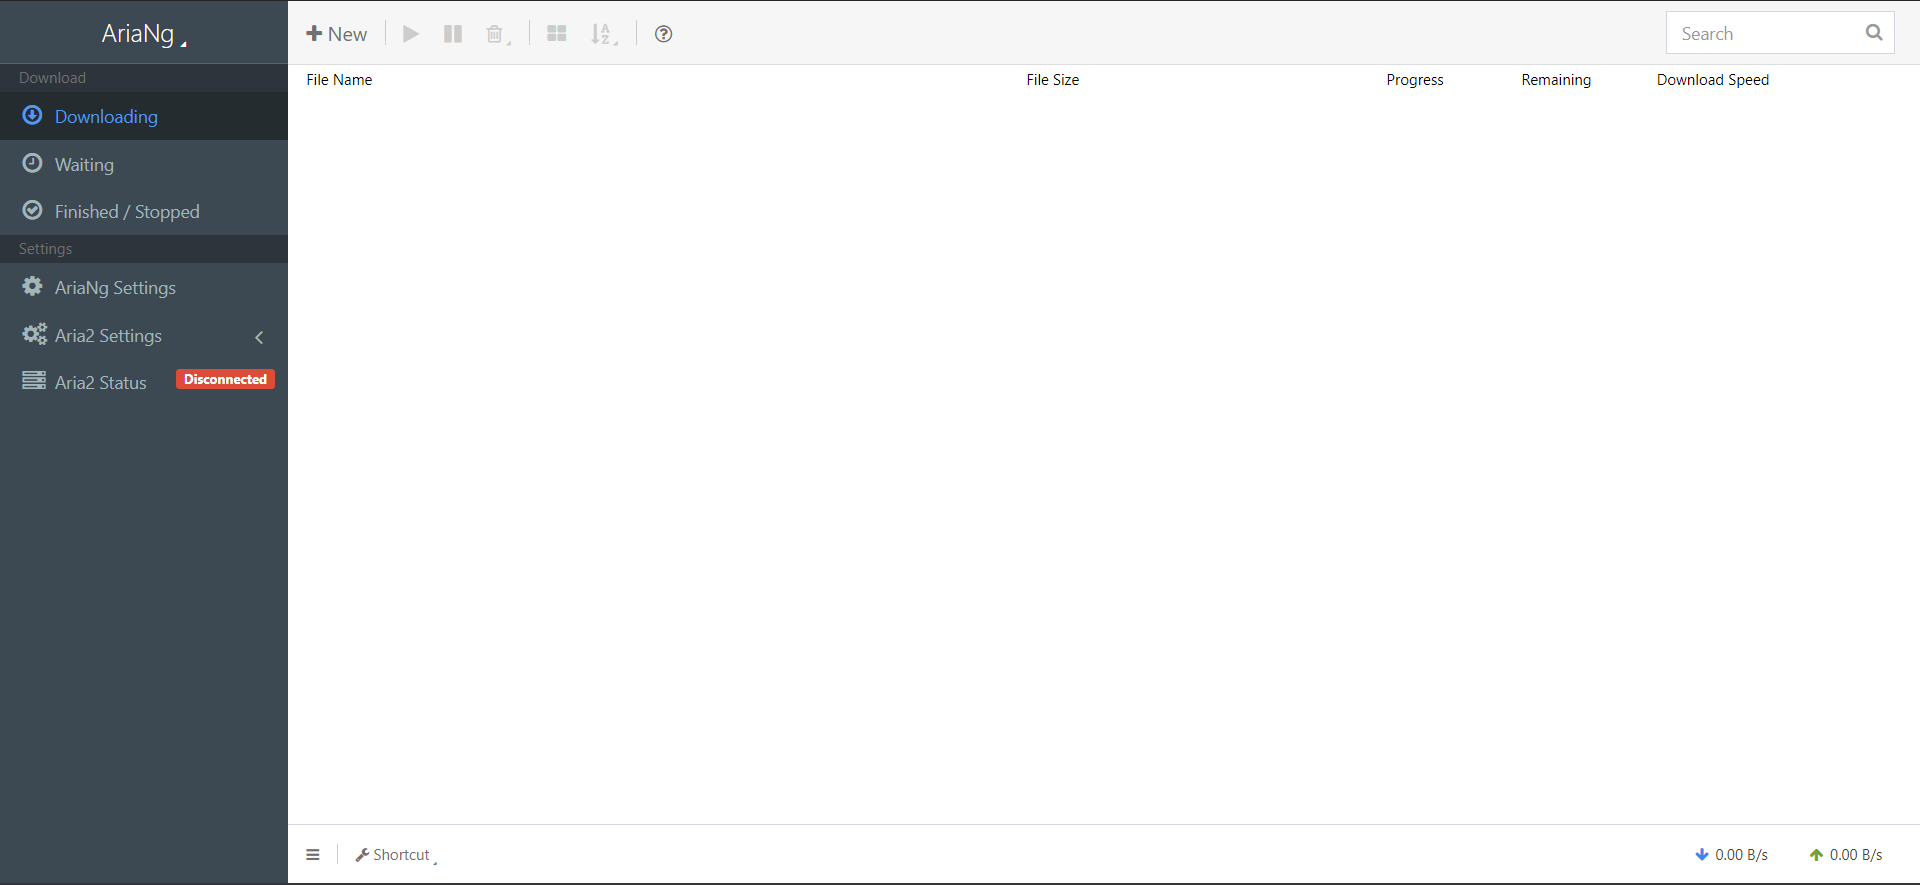 AriaNg
New
Search
Download
Downloading
Waiting
Finished / Stopped
Settings
AriaNg Settings
Aria2 Settings
Aria2 Status
Disconnected
File Name
File Size
Progress
Remaining
Download Speed
Shortcut
0.00 B/s
0.00 B/s